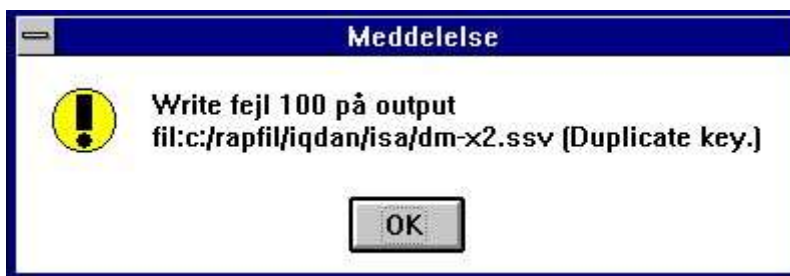 Meddelelse
Write fejl 100 på output
fil:c:/rapfil/iqdan/isa/dm-x2.ssv (Duplicate key.)
OK